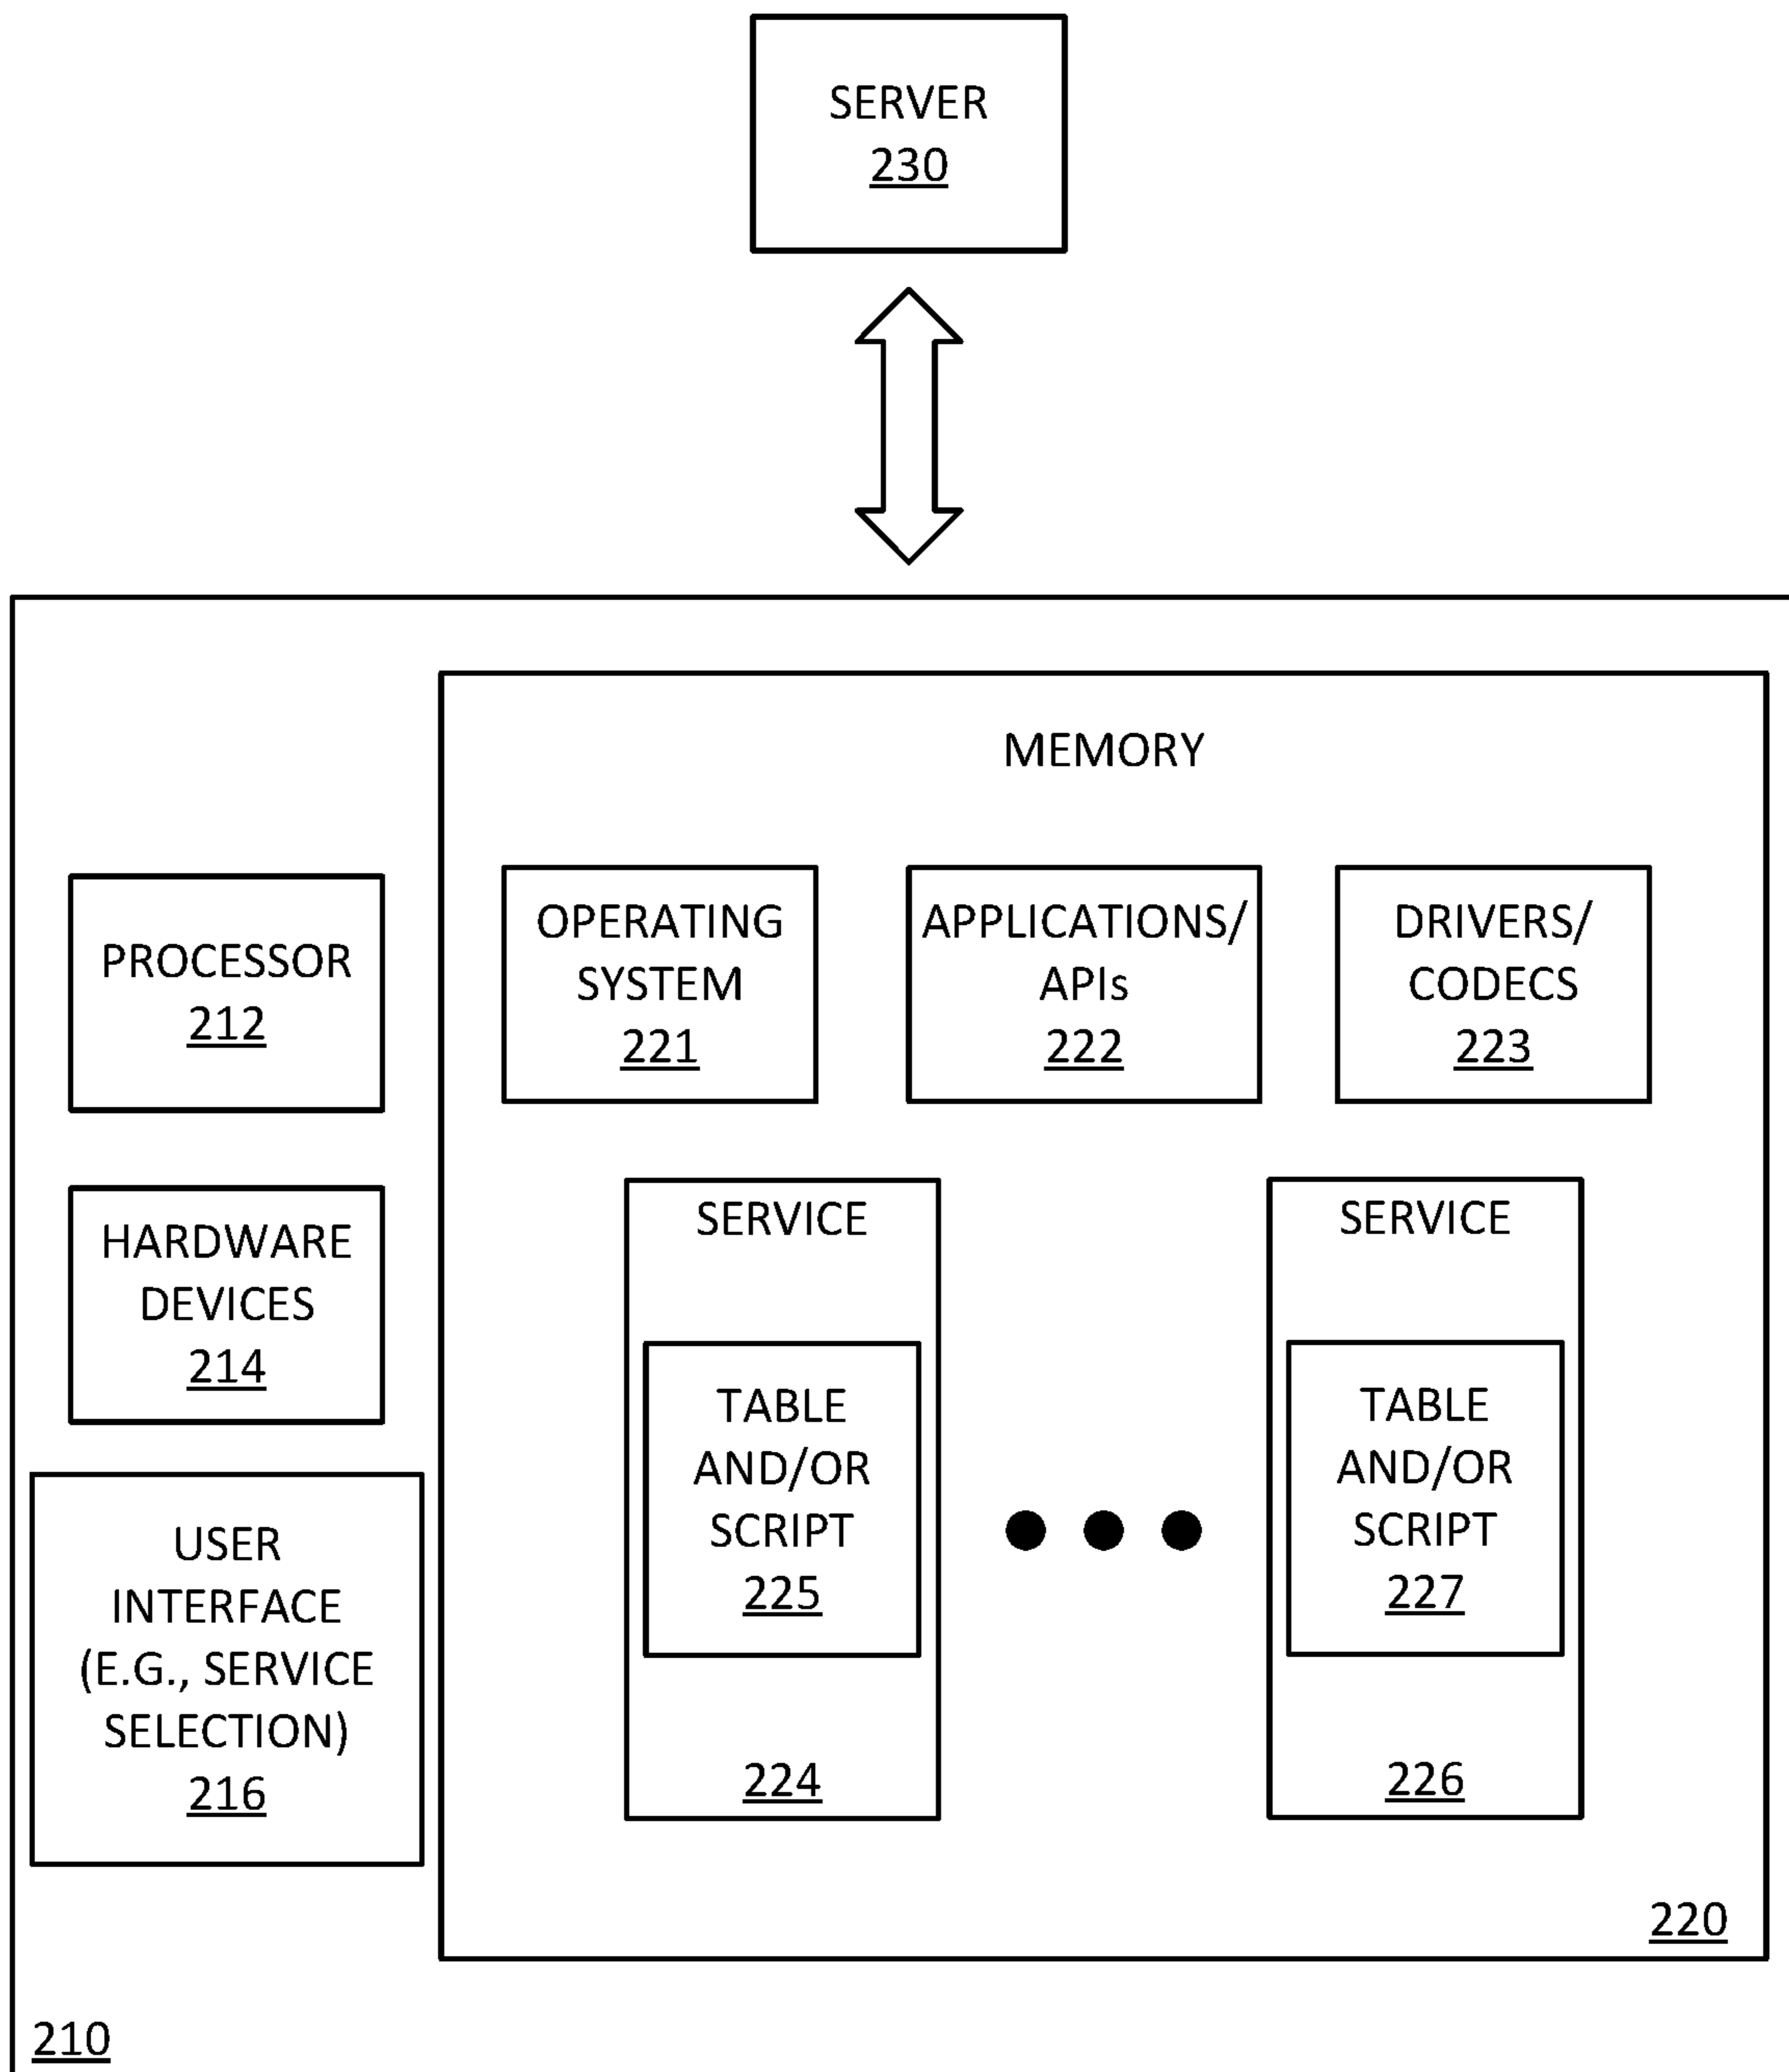 SERVER
230
MEMORY
PROCESSOR
212
HARDWARE
DEVICES
214
USER
INTERFACE
(E.G., SERVICE
SELECTION)
216
OPERATING
SYSTEM
221
APPLICATIONS/
APIs
222
DRIVERS/
CODECS
223
SERVICE
TABLE
AND/OR
SCRIPT
225
224
SERVICE
TABLE
AND/OR
SCRIPT
227
226
220
210